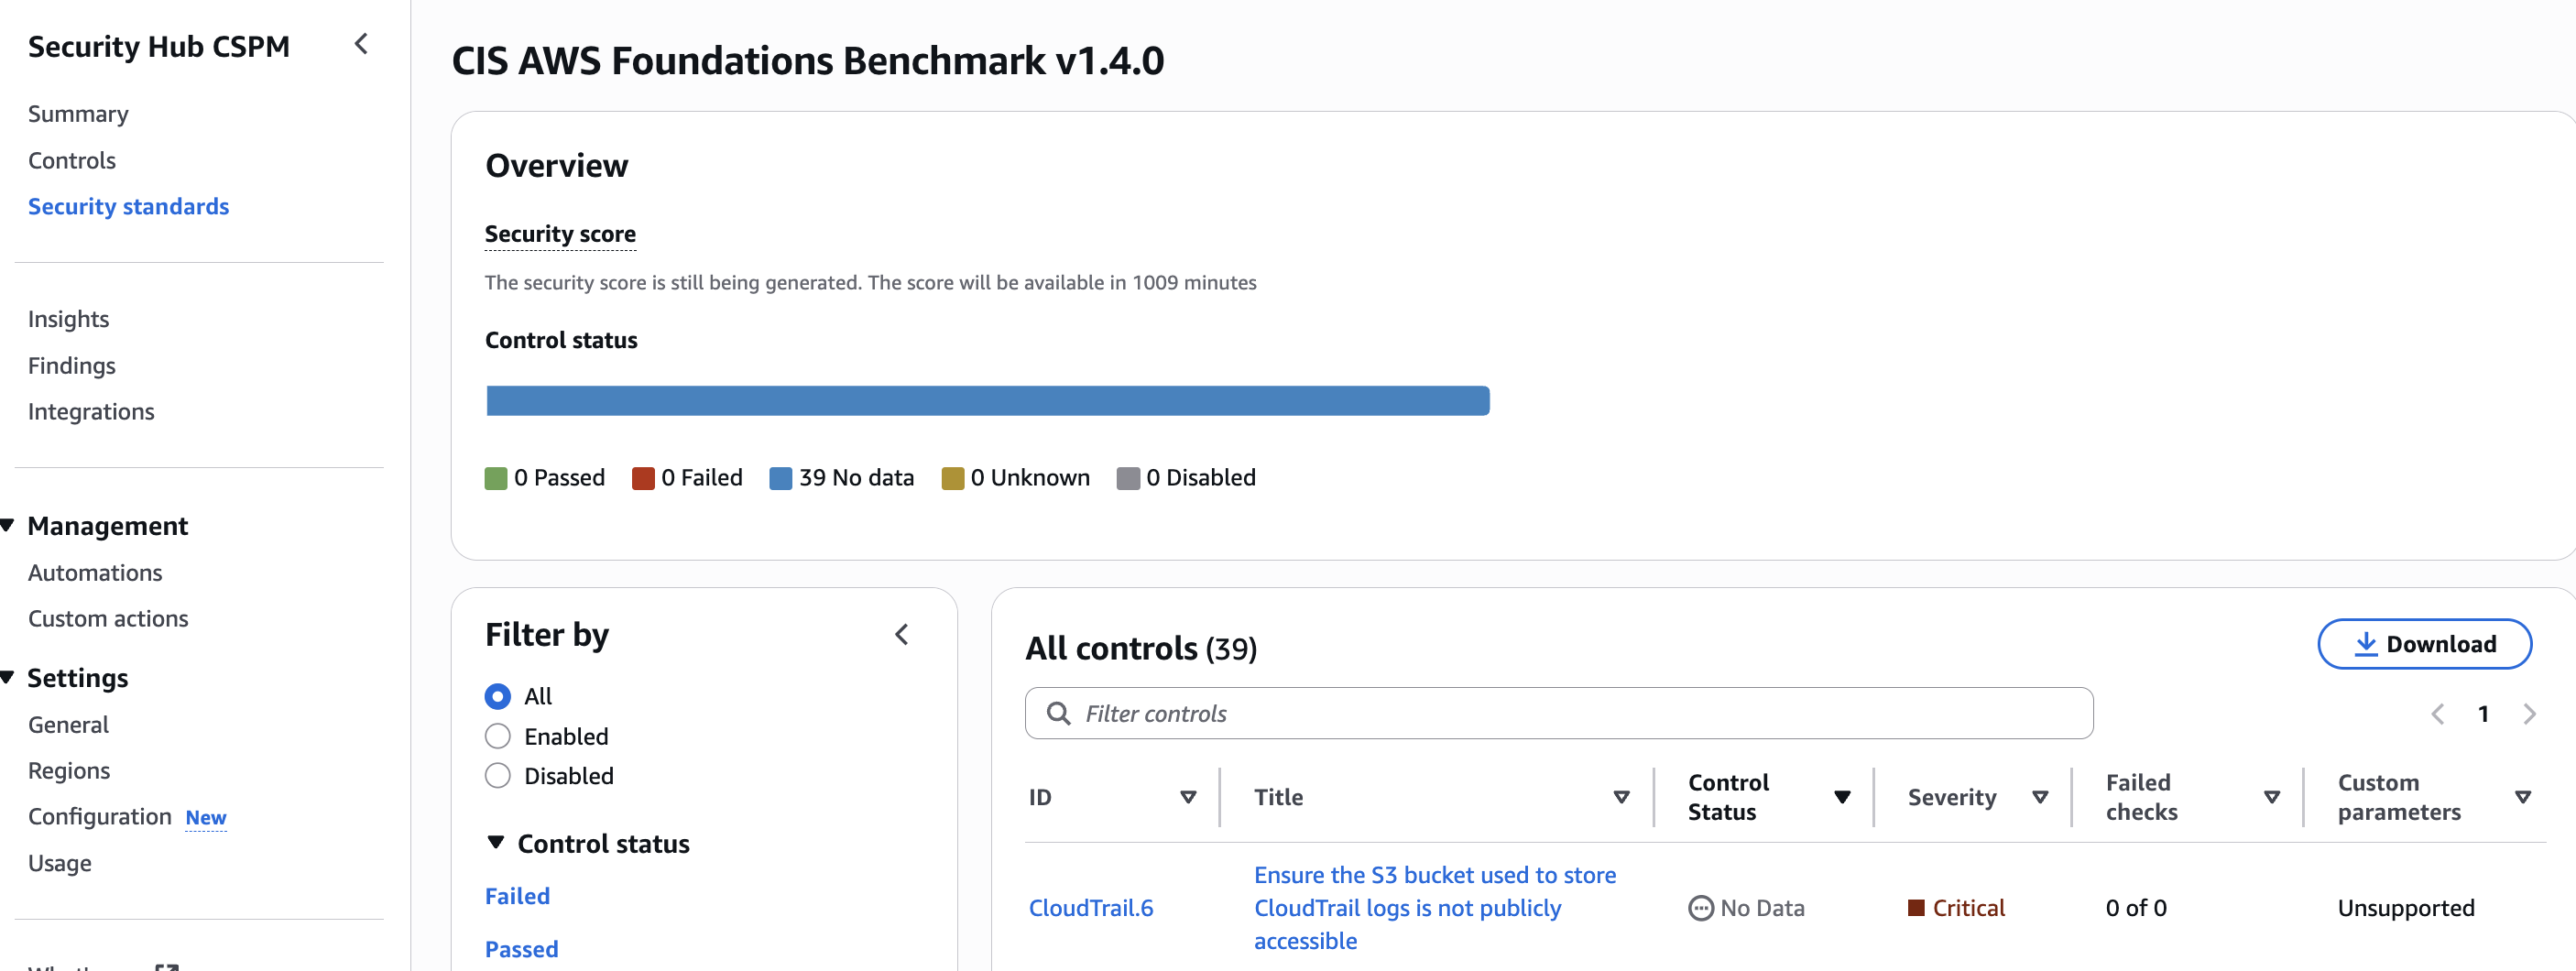 Security Hub CSPM
Summary
Controls
Security standards
Insights
Findings
Integrations
Management
Automations
Custom actions
Settings
General
Regions
Configuration New
Usage
CIS AWS Foundations Benchmark v1.4.0
Overview
Security score
The security score is still being generated. The score will be available in 1009 minutes
Control status
0 Passed 0 Failed 39 No data 0 Unknown 0 Disabled
Filter by
All
Enabled
Disabled
Control status
Failed
Passed
All controls (39)
Download
Filter controls
1
ID
Title
Control
Status
Severity
Failed
checks
Custom
parameters
CloudTrail.6
Ensure the S3 bucket used to store
CloudTrail logs is not publicly
accessible
No Data
Critical
0 of 0
Unsupported